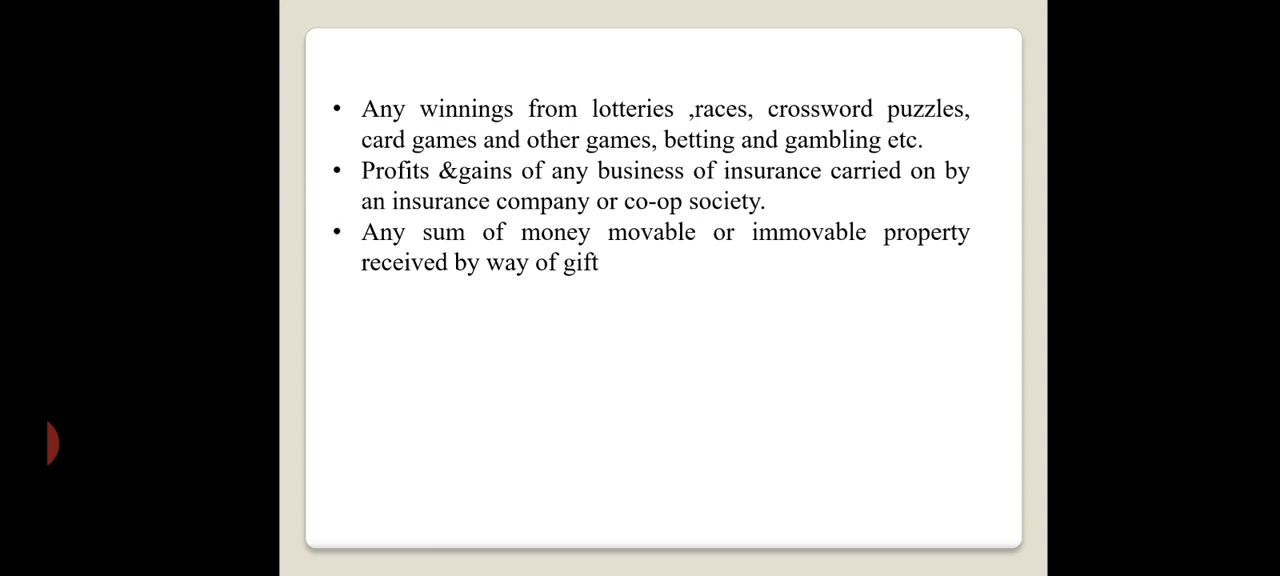 • Any winnings from lotteries ,races, crossword puzzles,
card games and other games, betting and gambling etc.
• Profits &gains of any business of insurance carried on by
an insurance company or co-op society.
• Any sum of money movable or immovable property
received by way of gift